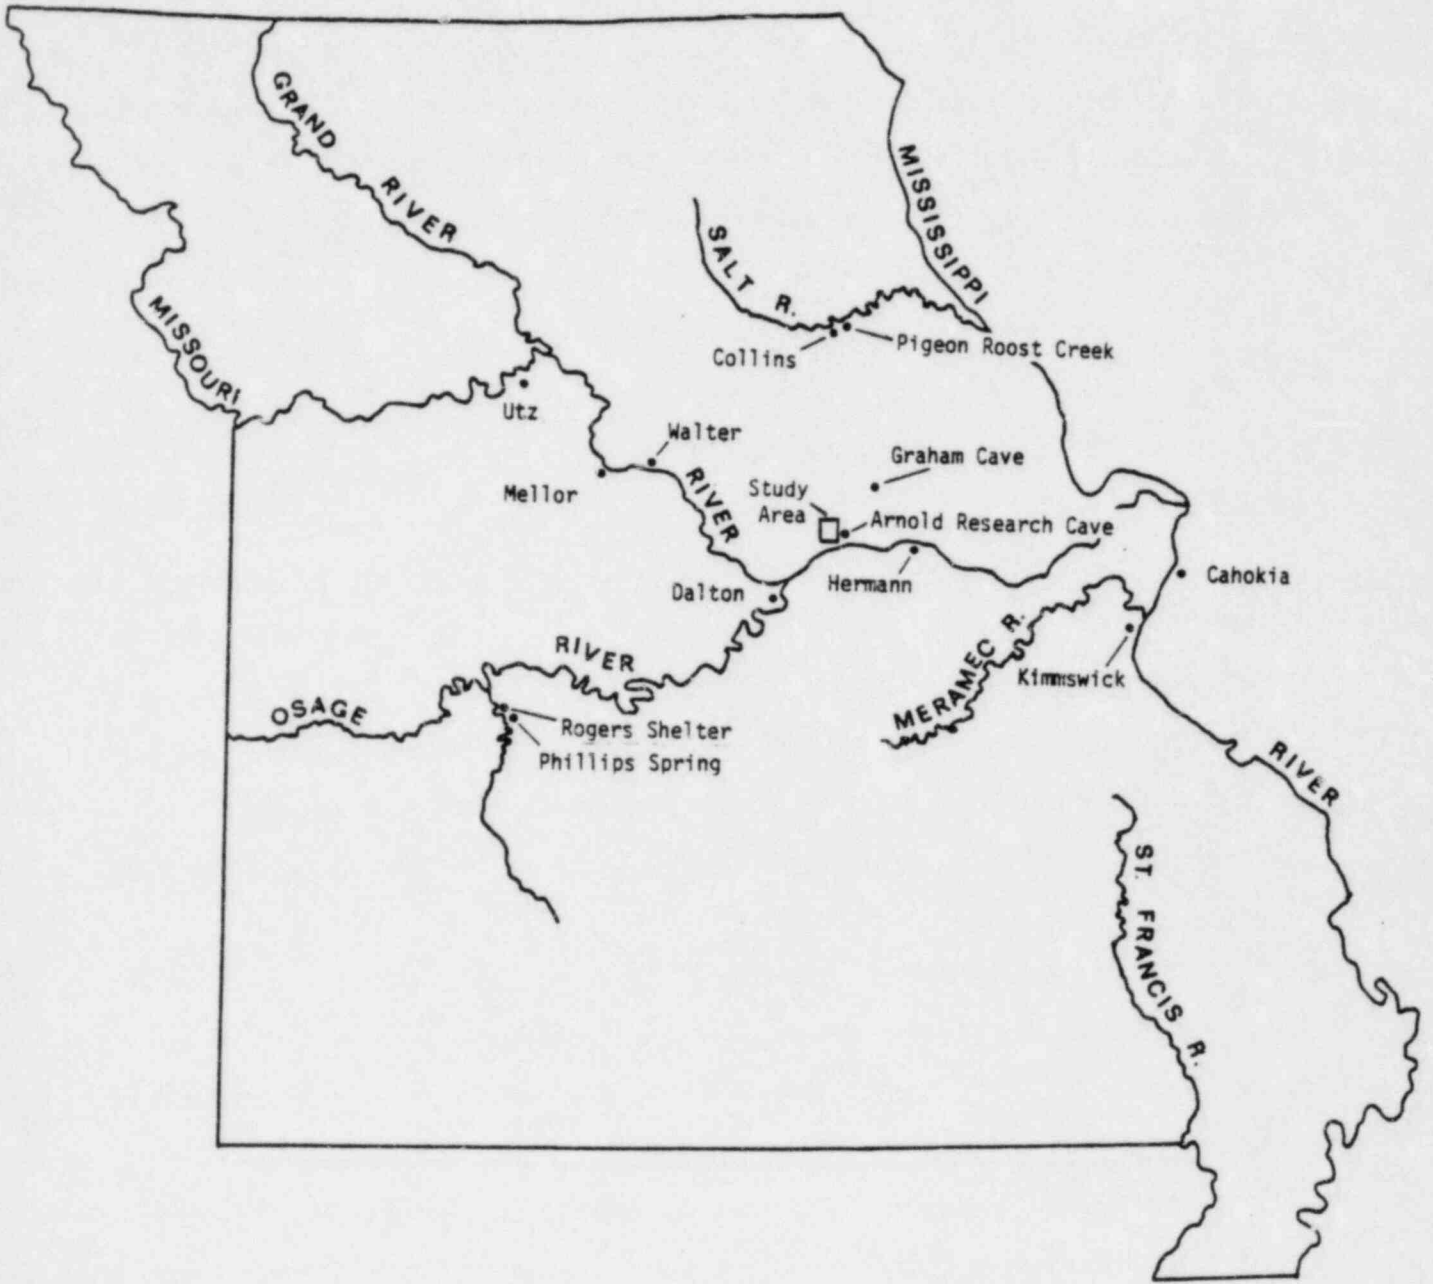 GRAND
RIVER
MISSISSIPPI
SALT R.
MISSOURI
Collins
Pigeon Roost Creek
Utz
Walter
Mellor
RIVER
Graham Cave
Study
Area
Arnold Research Cave
Dalton
Hermann
Cahokia
MERAMEC R.
Kimmswick
RIVER
OSAGE
Rogers Shelter
Phillips Spring
RIVER
ST. FRANCIS R.